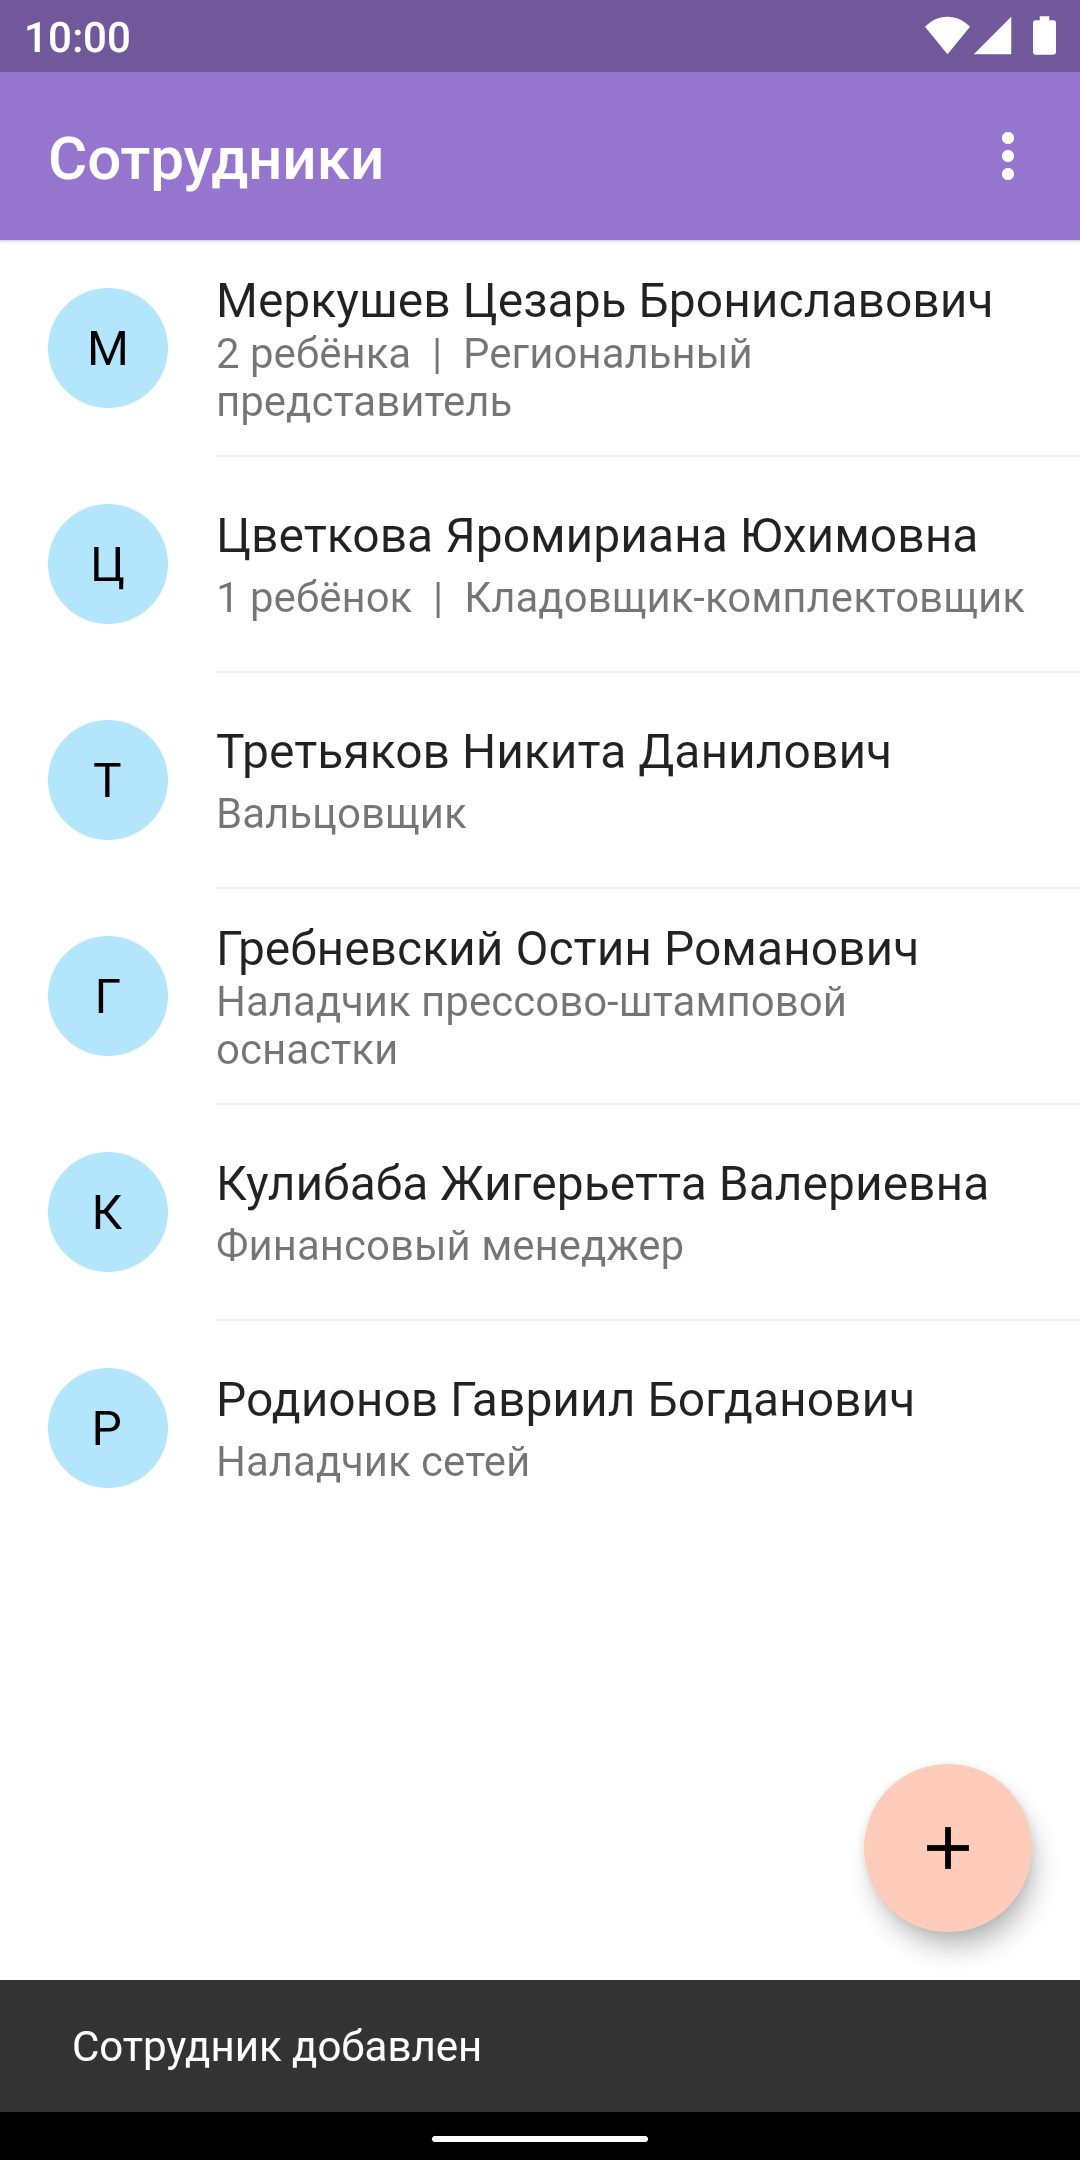 10:00
Сотрудники
М
Меркушев Цезарь Брониславович
2 ребёнка | Региональный
представитель
Ц
Цветкова Яромириана Юхимовна
1 ребёнок | Кладовщик-комплектовщик
Т
Третьяков Никита Данилович
Вальцовщик
Г
Гребневский Остин Романович
Наладчик прессово-штамповой
оснастки
К
Кулибаба Жигерьетта Валериевна
Финансовый менеджер
Р
Родионов Гавриил Богданович
Наладчик сетей
+
Сотрудник добавлен